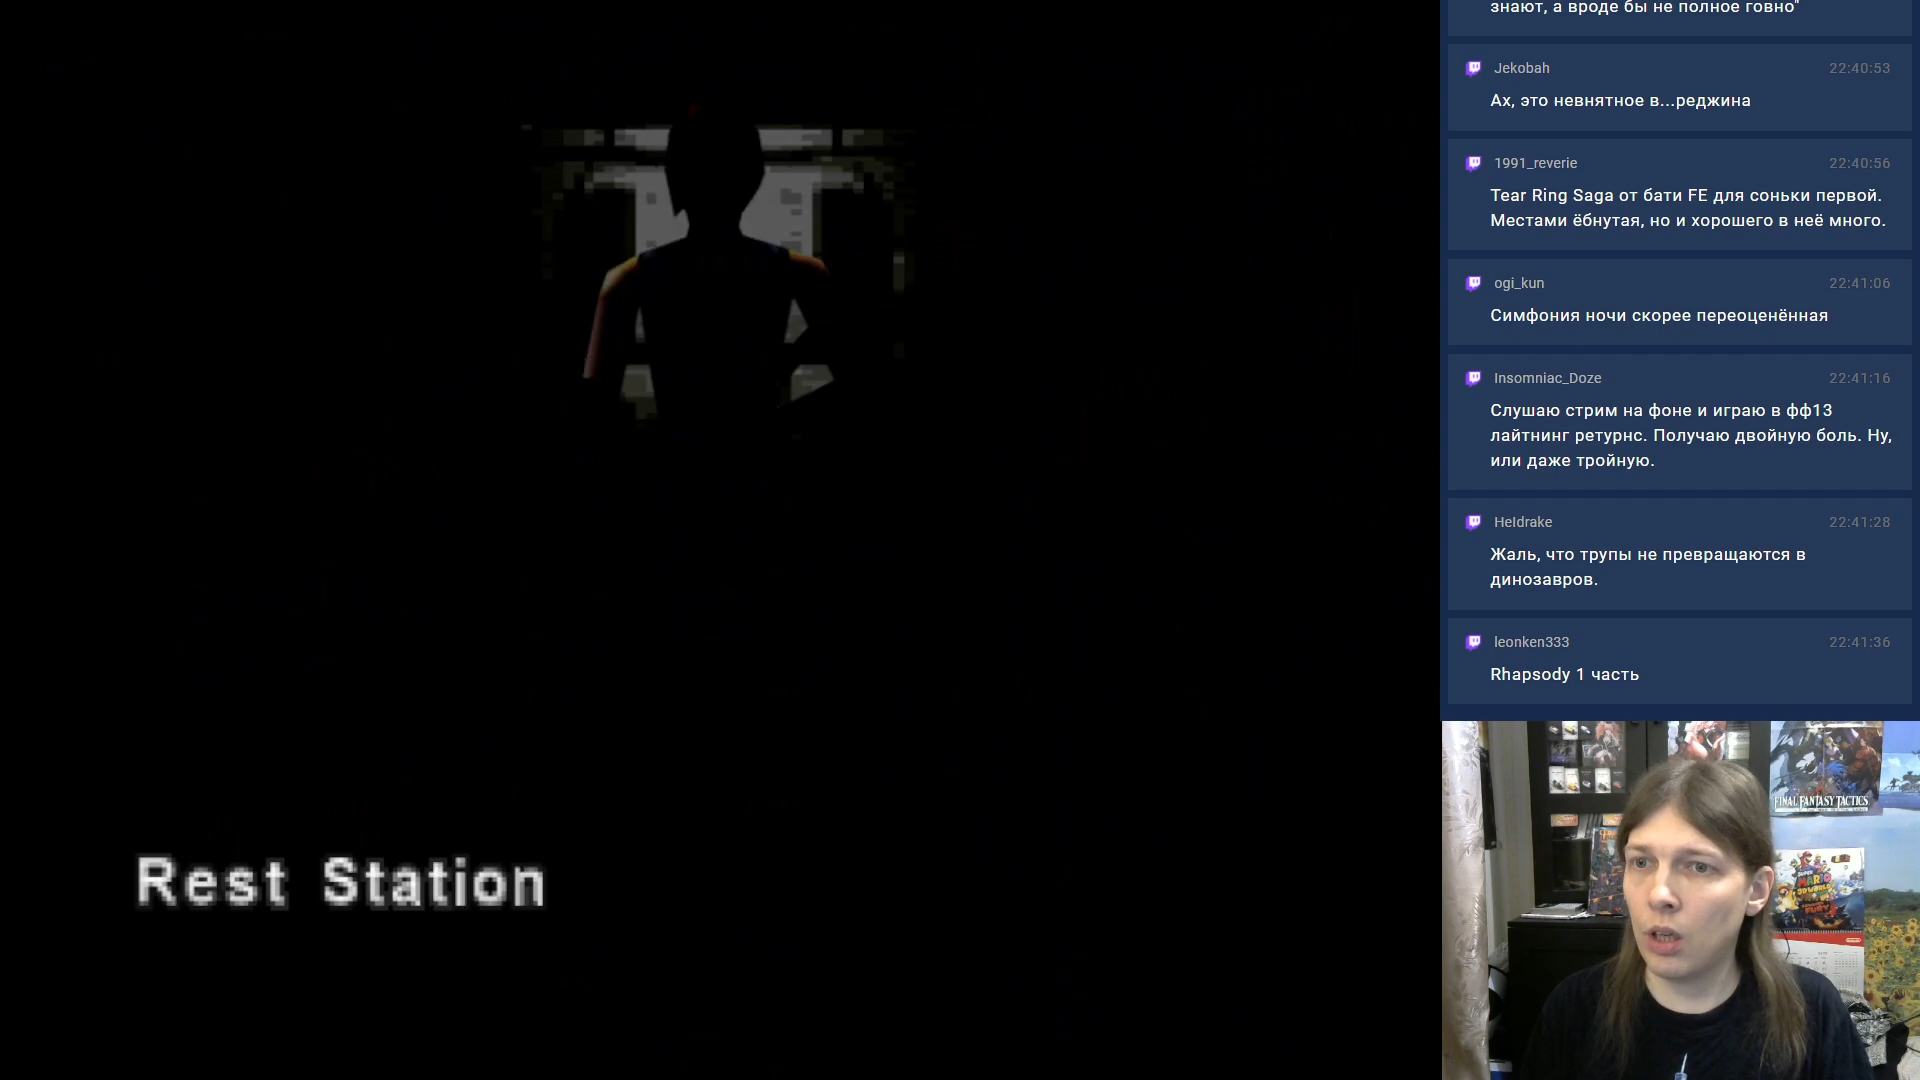 знают, а вроде бы не полное говно"
Jekobah 22:40:53
Ах, это невнятное в...реджина
1991_reverie 22:40:56
Tear Ring Saga от бати FE для соньки первой.
Местами ёбнутая, но и хорошего в неё много.
ogi_kun 22:41:06
Симфония ночи скорее переоценённая
Insomniac_Doze 22:41:16
Слушаю стрим на фоне и играю в фф13
лайтнинг ретурнс. Получаю двойную боль. Ну,
или даже тройную.
Heldrake 22:41:28
Жаль, что трупы не превращаются в
динозавров.
leonken333 22:41:36
Rhapsody 1 часть
Rest Station
FINAL FANTASY TACTICS
SUPER
MARIO
3D WORLD